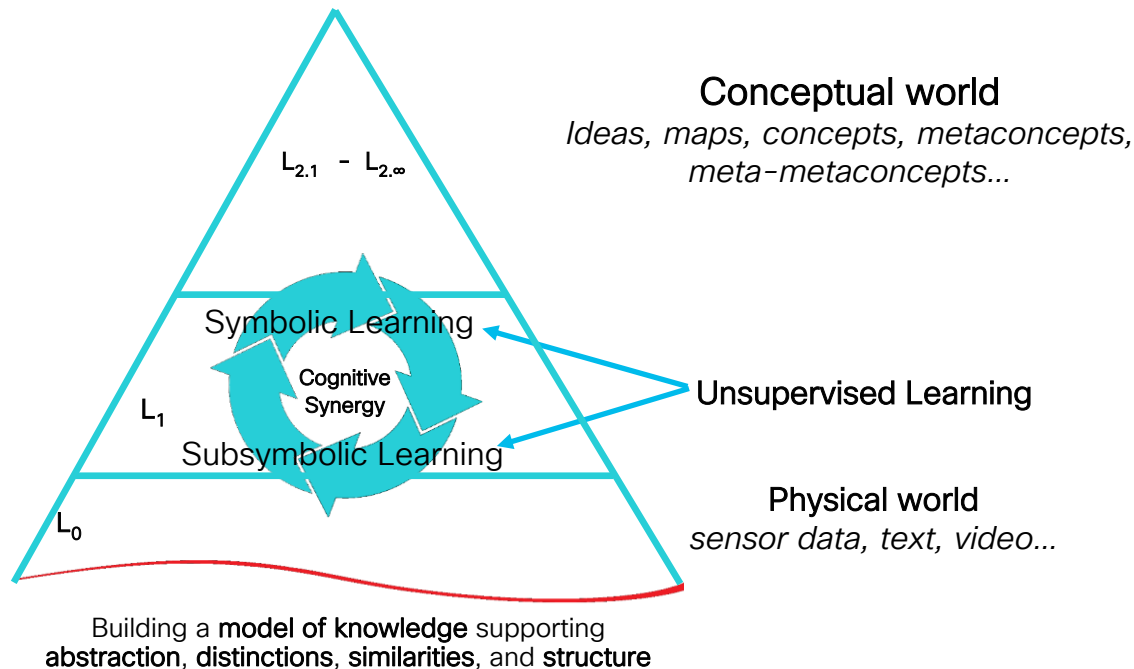 Conceptual world
Ideas, maps, concepts, metaconcepts,
meta-metaconcepts...
L2.1 - L2.∞
Symbolic Learning
Cognitive
Synergy
L1
Unsupervised Learning
Subsymbolic Learning
Physical world
sensor data, text, video...
L0
Building a model of knowledge supporting
abstraction, distinctions, similarities, and structure